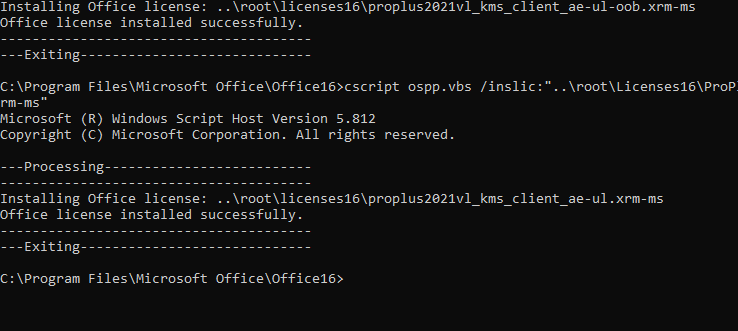 Installing Office license: ..\root\licenses16\proplus2021vl_kms_client_ae-ul-oob.xrm-ms
Office license installed successfully.
---------------------------------------
---Exiting-----------------------------
C:\Program Files\Microsoft Office\Office16>cscript ospp.vbs /inslic:"..\root\Licenses16\ProP
rm-ms"
Microsoft (R) Windows Script Host Version 5.812
Copyright (C) Microsoft Corporation. All rights reserved.
---Processing--------------------------
---------------------------------------
Installing Office license: ..\root\licenses16\proplus2021vl_kms_client_ae-ul.xrm-ms
Office license installed successfully.
---------------------------------------
---Exiting-----------------------------
C:\Program Files\Microsoft Office\Office16>